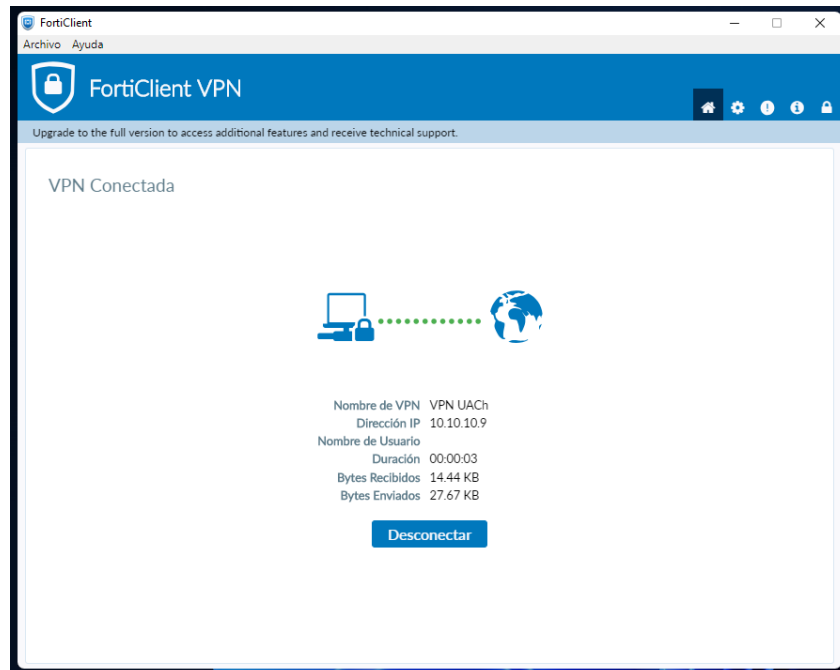 FortiClient
Archivo Ayuda
FortiClient VPN
Upgrade to the full version to access additional features and receive technical support.
VPN Conectada
Nombre de VPN VPN UACh
Dirección IP 10.10.10.9
Nombre de Usuario
Duración 00:00:03
Bytes Recibidos 14.44 KB
Bytes Enviados 27.67 KB
Desconectar